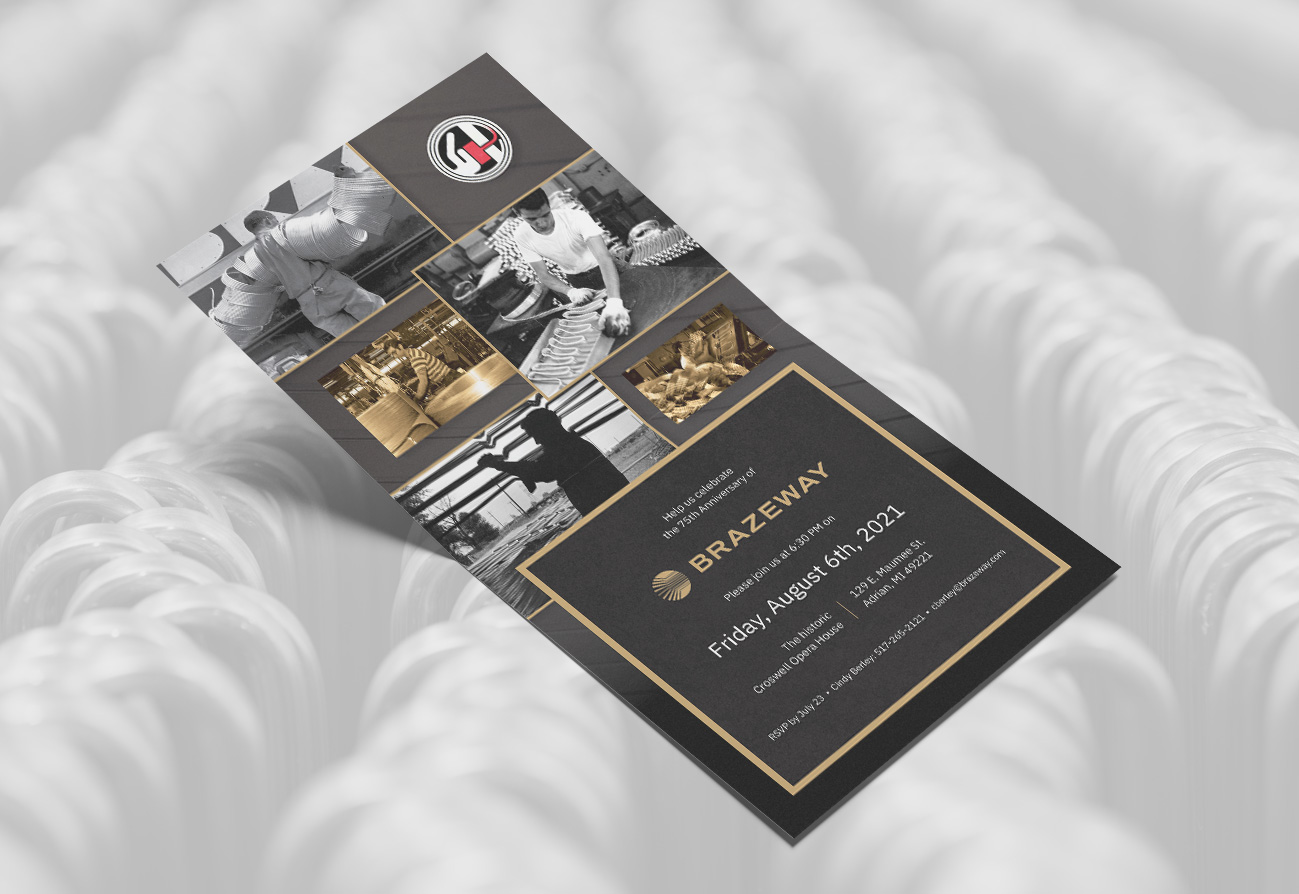 Help us celebrate
the 75th Anniversary of
BRAZEWAY
Please join us at 6:30 PM on
Friday, August 6th, 2021
The historic
Croswell Opera House
129 E. Maumee St.
Adrian, MI 49221
RSVP by July 23 • Cindy Berley: 517-265-2121 • cberley@brazeway.com